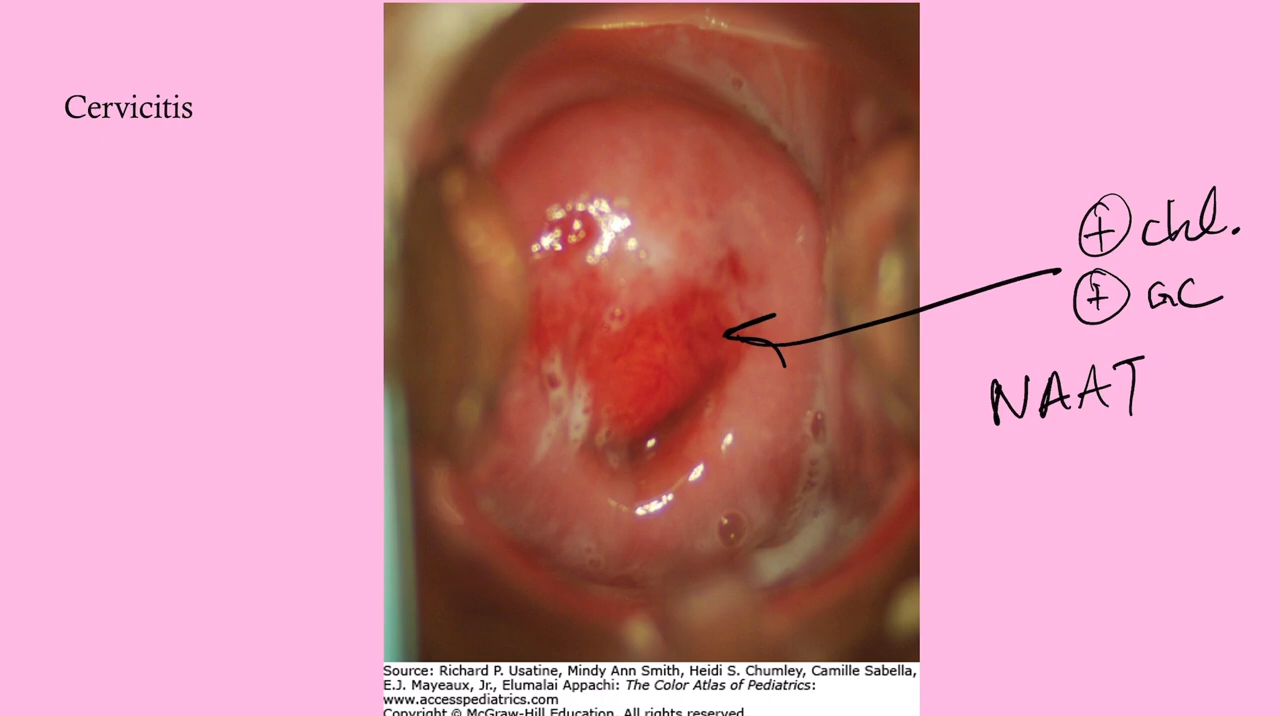 Cervicitis
⊕ chl.
⊕ GC
NAAT
Source: Richard P. Usatine, Mindy Ann Smith, Heidi S. Chumley, Camille Sabella,
E.J. Mayeaux, Jr., Elumalai Appachi: The Color Atlas of Pediatrics:
www.accesspediatrics.com
Copyright © McGraw-Hill Education. All rights reserved.